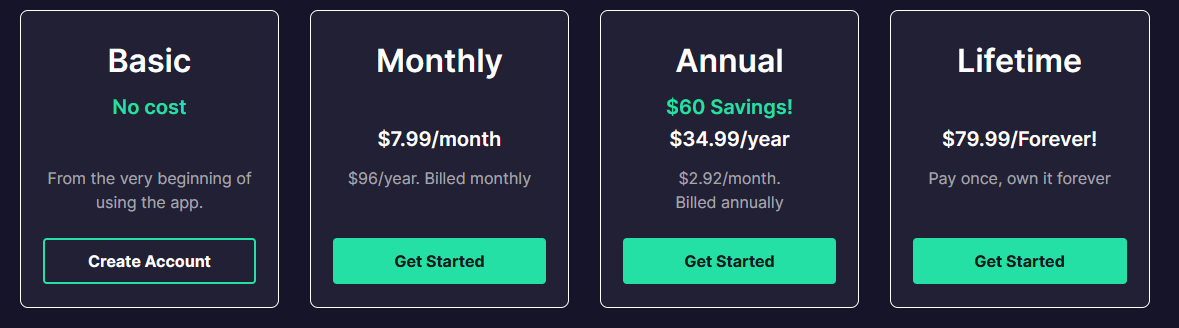 Basic
No cost
From the very beginning of
using the app.
Create Account
Monthly
$7.99/month
$96/year. Billed monthly
Get Started
Annual
$60 Savings!
$34.99/year
$2.92/month.
Billed annually
Get Started
Lifetime
$79.99/Forever!
Pay once, own it forever
Get Started